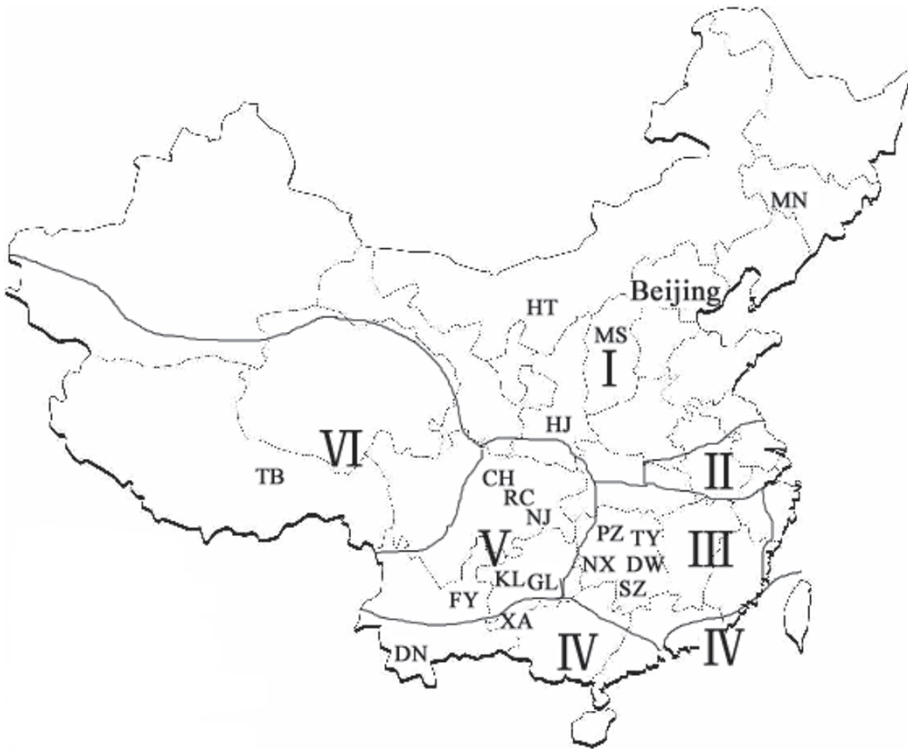 MN
Beijing
HT
MS
I
HJ
VI
TB
CH
II
RC
NJ
V
PZ
TY
III
NX
DW
KL
GL
SZ
FY
XA
IV
IV
DN